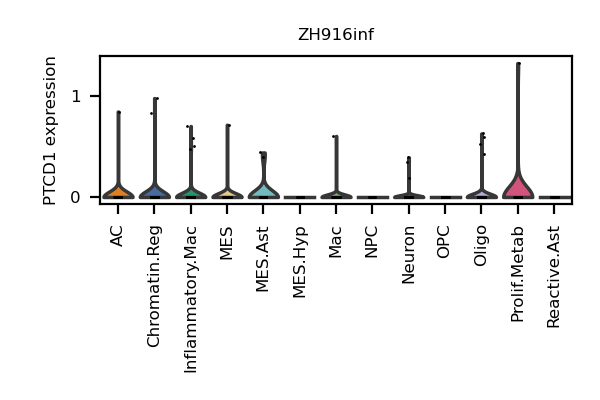 ZH916inf
PTCD1 expression
1
0
AC
Chromatin.Reg
Inflammatory.Mac
MES
MES.Ast
MES.Hyp
Mac
NPC
Neuron
OPC
Oligo
Prolif.Metab
Reactive.Ast